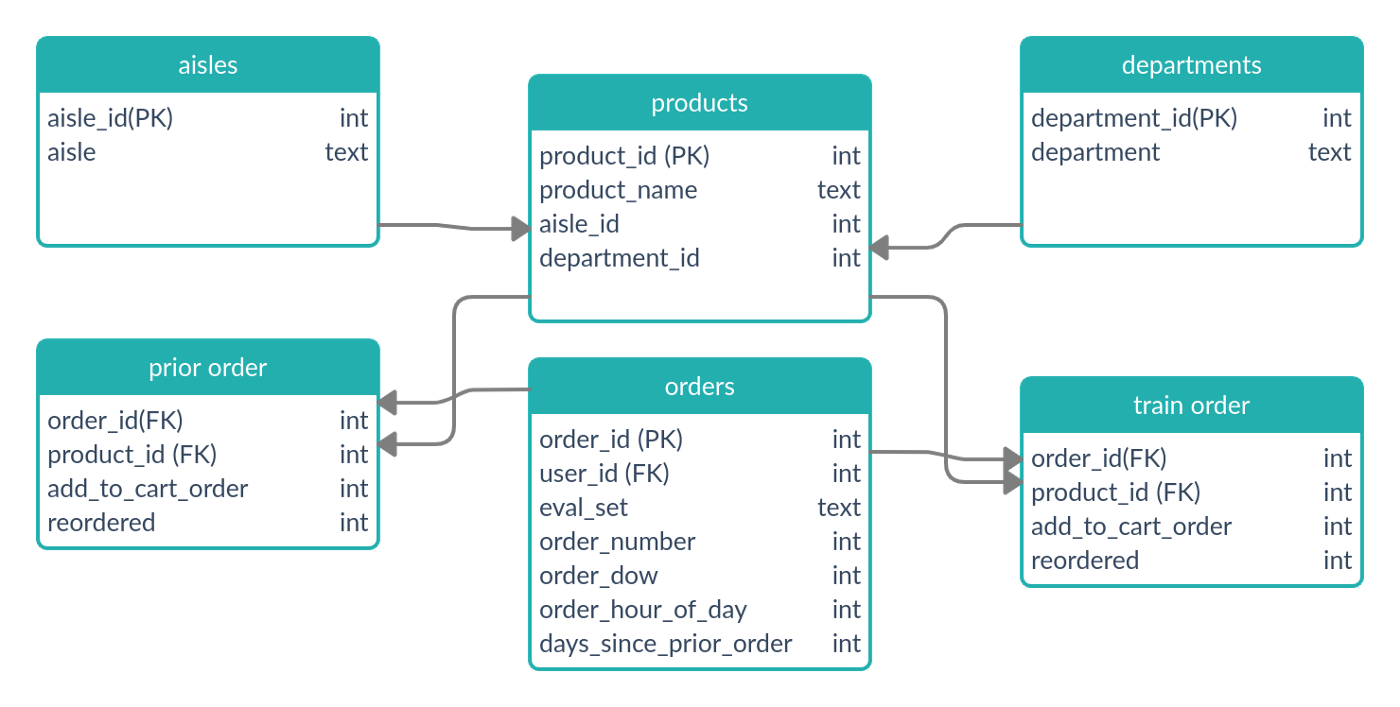 aisles
aisle_id(PK) int
aisle text
products
product_id (PK) int
product_name text
aisle_id int
department_id int
departments
department_id(PK) int
department text
prior order
order_id(FK) int
product_id (FK) int
add_to_cart_order int
reordered int
orders
order_id (PK) int
user_id (FK) int
eval_set text
order_number int
order_dow int
order_hour_of_day int
days_since_prior_order int
train order
order_id(FK) int
product_id (FK) int
add_to_cart_order int
reordered int